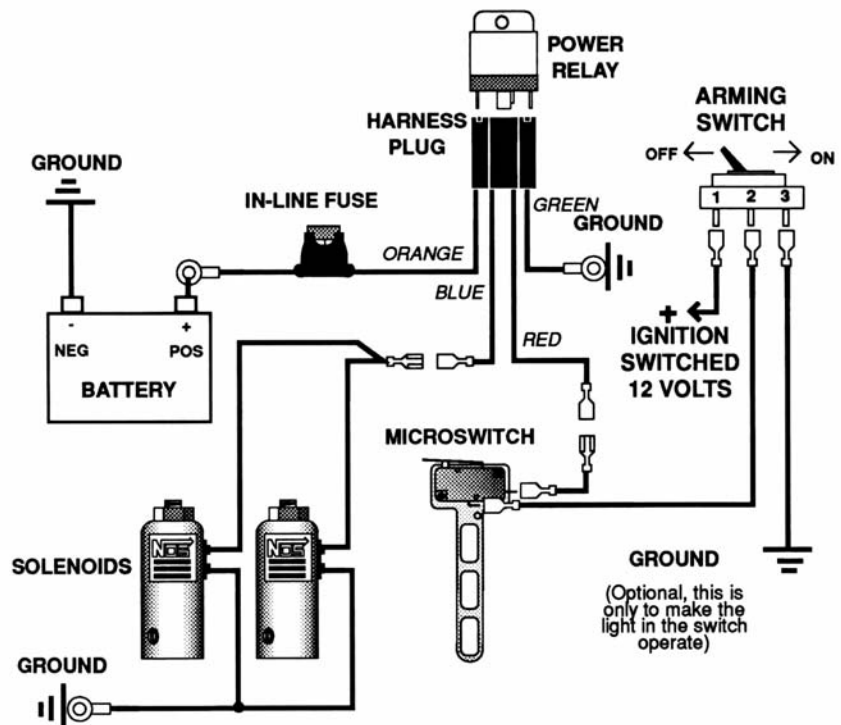 POWER
RELAY
HARNESS
PLUG
ARMING
SWITCH
OFF
ON
1 2 3
GROUND
IN-LINE FUSE
GREEN
GROUND
ORANGE
BLUE
RED
-
+
NEG
POS
BATTERY
+
IGNITION
SWITCHED
12 VOLTS
MICROSWITCH
NOS
NOS
SOLENOIDS
GROUND
(Optional, this is
only to make the
light in the switch
operate)
GROUND